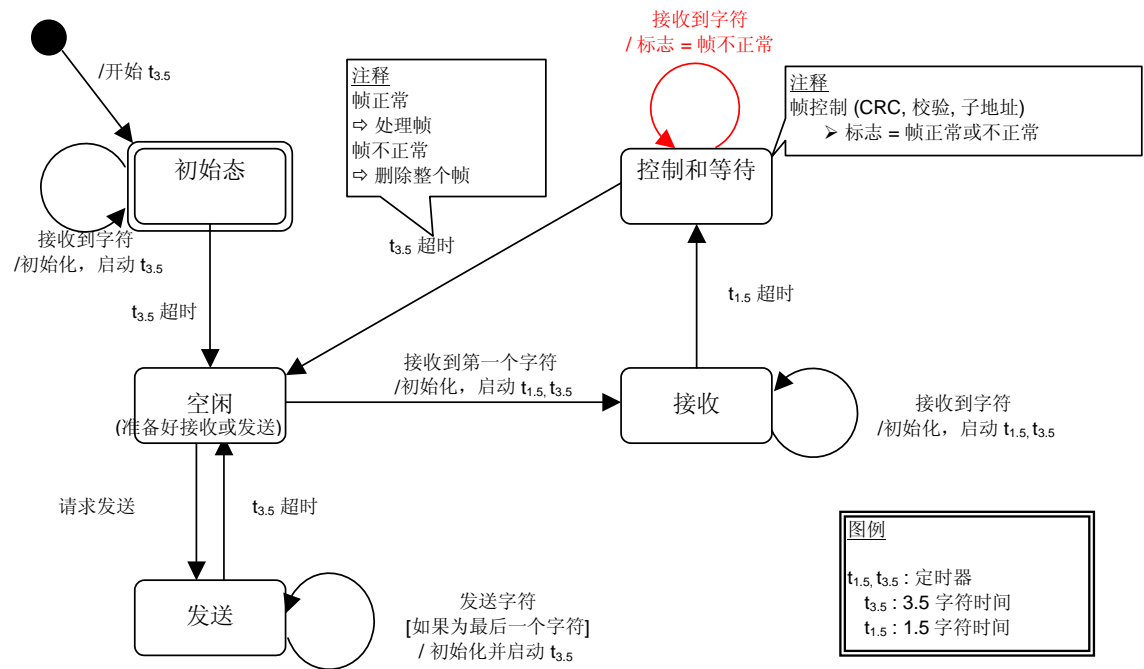 接收到字符
/ 标志 = 帧不正常
/开始 t3.5
注释
帧正常
⇨ 处理帧
帧不正常
⇨ 删除整个帧
注释
帧控制 (CRC, 校验, 子地址)
➢ 标志 = 帧正常或不正常
初始态
控制和等待
接收到字符
/初始化，启动 t3.5
t3.5 超时
t3.5 超时
t1.5 超时
接收到第一个字符
/初始化，启动 t1.5, t3.5
空闲
(准备好接收或发送)
接收
接收到字符
/初始化，启动 t1.5, t3.5
请求发送
t3.5 超时
发送
发送字符
[如果为最后一个字符]
/ 初始化并启动 t3.5
图例
t1.5, t3.5 : 定时器
t3.5 : 3.5 字符时间
t1.5 : 1.5 字符时间